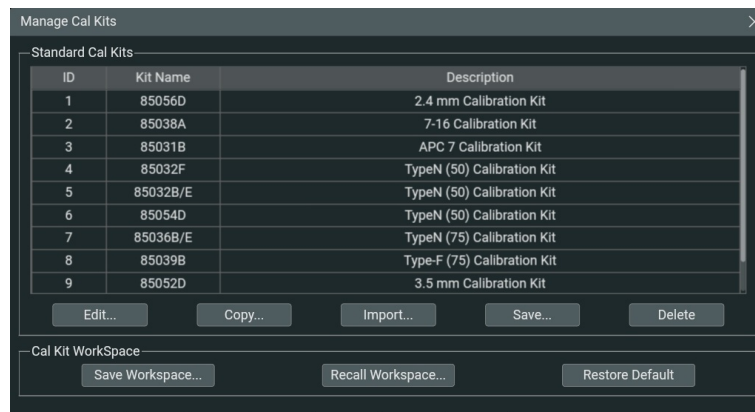 Manage Cal Kits
Standard Cal Kits
ID Kit Name Description
1 85056D 2.4 mm Calibration Kit
2 85038A 7-16 Calibration Kit
3 85031B APC 7 Calibration Kit
4 85032F TypeN (50) Calibration Kit
5 85032B/E TypeN (50) Calibration Kit
6 85054D TypeN (50) Calibration Kit
7 85036B/E TypeN (75) Calibration Kit
8 85039B Type-F (75) Calibration Kit
9 85052D 3.5 mm Calibration Kit
Edit... Copy... Import... Save... Delete
Cal Kit WorkSpace
Save Workspace... Recall Workspace... Restore Default